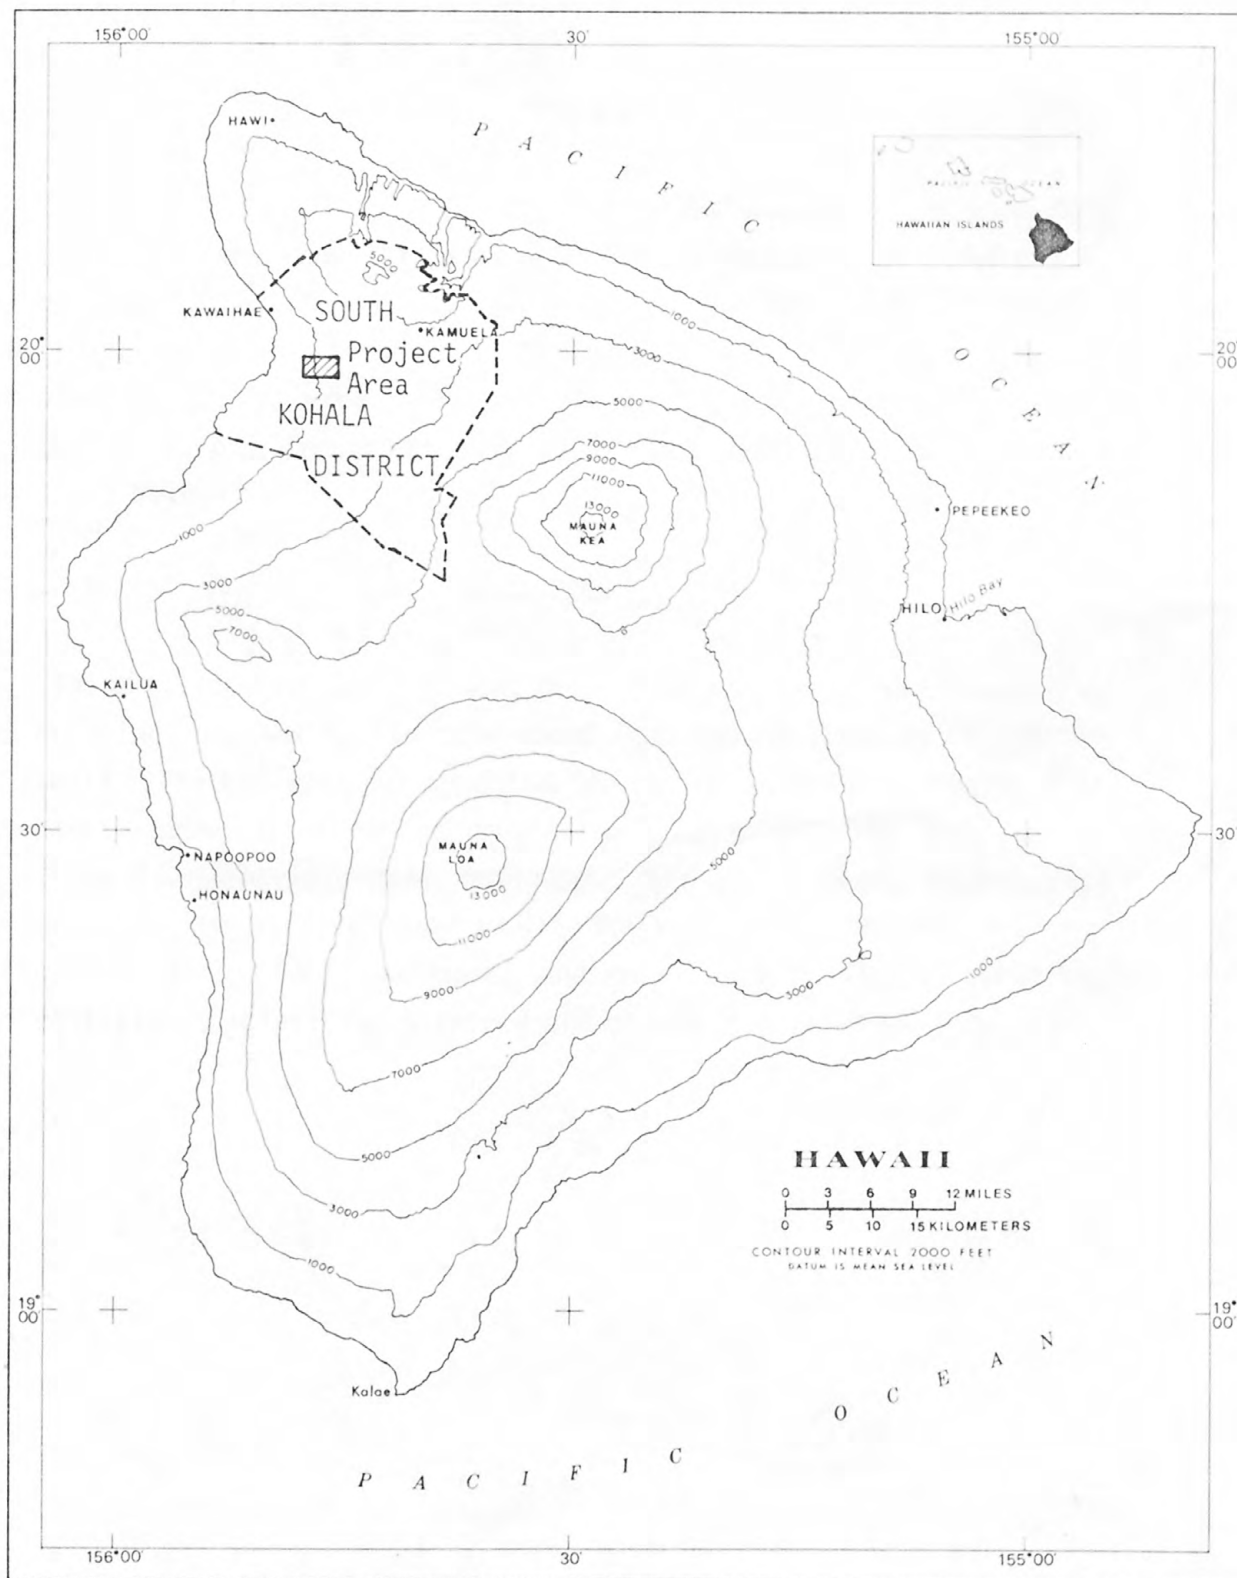 156°00'
30'
155°00'
HAWI
PACIFIC
PACIFIC OCEAN
HAWAIIAN ISLANDS
5000
KAWAIHAE
SOUTH
KAMUELA
1000
20°
00'
Project
Area
3000
OCEAN
20°
00'
KOHALA
5000
DISTRICT
7000
9000
11000
13000
MAUNA
KEA
PEPEEKEO
1000
3000
5000
7000
HILO
Hilo Bay
KAILUA
30'
30'
MAUNA
LOA
NAPOOPOO
5000
HONAUNAU
13000
11000
9000
3000
1000
7000
5000
3000
1000
HAWAII
0 3 6 9 12 MILES
0 5 10 15 KILOMETERS
CONTOUR INTERVAL 2000 FEET
DATUM IS MEAN SEA LEVEL
19°
00'
19°
00'
Kalae
OCEAN
PACIFIC
156°00'
30'
155°00'